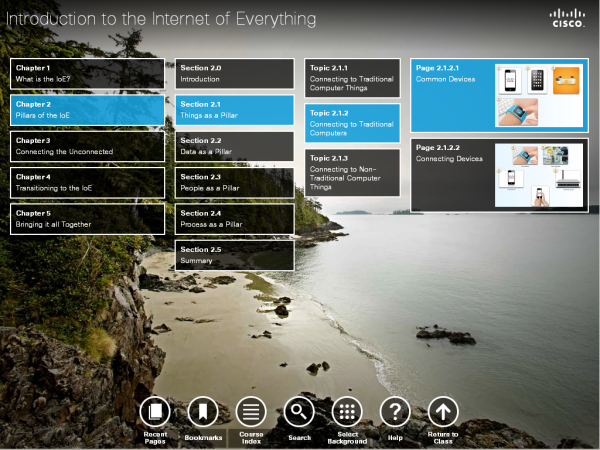 Introduction to the Internet of Everything
CISCO.
Chapter 1
What is the IoE?
Chapter 2
Pillars of the IoE
Chapter 3
Connecting the Unconnected
Chapter 4
Transitioning to the IoE
Chapter 5
Bringing it all Together
Section 2.0
Introduction
Section 2.1
Things as a Pillar
Section 2.2
Data as a Pillar
Section 2.3
People as a Pillar
Section 2.4
Process as a Pillar
Section 2.5
Summary
Topic 2.1.1
Connecting to Traditional
Computer Things
Topic 2.1.2
Connecting to Traditional
Computers
Topic 2.1.3
Connecting to Non-
Traditional Computer
Things
Page 2.1.2.1
Common Devices
Page 2.1.2.2
Connecting Devices
Recent
Pages
Bookmarks
Course
Index
Search
Select
Background
?
Help
Return to
Class